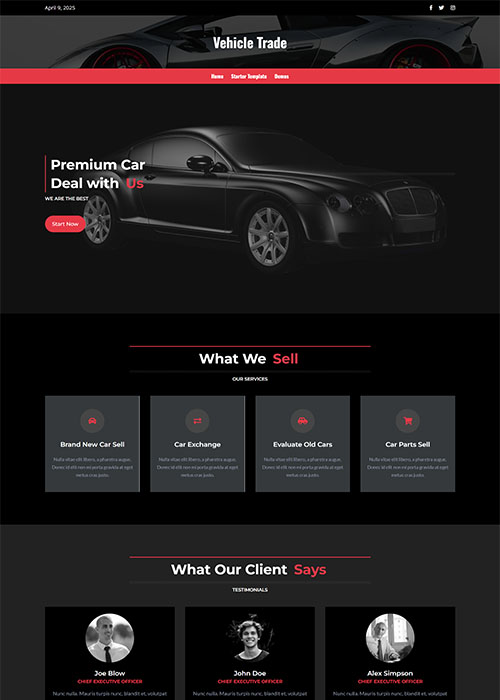 April 9, 2025
Vehicle Trade
Home Starter Template Demos
Premium Car
Deal with Us
WE ARE THE BEST
Start Now
What We Sell
OUR SERVICES
Brand New Car Sell
Nulla vitae elit libero, a pharetra augue.
Donec id elit non mi porta gravida at eget
metus cras justo.
Car Exchange
Nulla vitae elit libero, a pharetra augue.
Donec id elit non mi porta gravida at eget
metus cras justo.
Evaluate Old Cars
Nulla vitae elit libero, a pharetra augue.
Donec id elit non mi porta gravida at eget
metus cras justo.
Car Parts Sell
Nulla vitae elit libero, a pharetra augue.
Donec id elit non mi porta gravida at eget
metus cras justo.
What Our Client Says
TESTIMONIALS
Joe Blow
CHIEF EXECUTIVE OFFICER
Nunc nulla. Mauris turpis nunc, blandit et, volutpat
John Doe
CHIEF EXECUTIVE OFFICER
Nunc nulla. Mauris turpis nunc, blandit et, volutpat
Alex Simpson
CHIEF EXECUTIVE OFFICER
Nunc nulla. Mauris turpis nunc, blandit et, volutpat